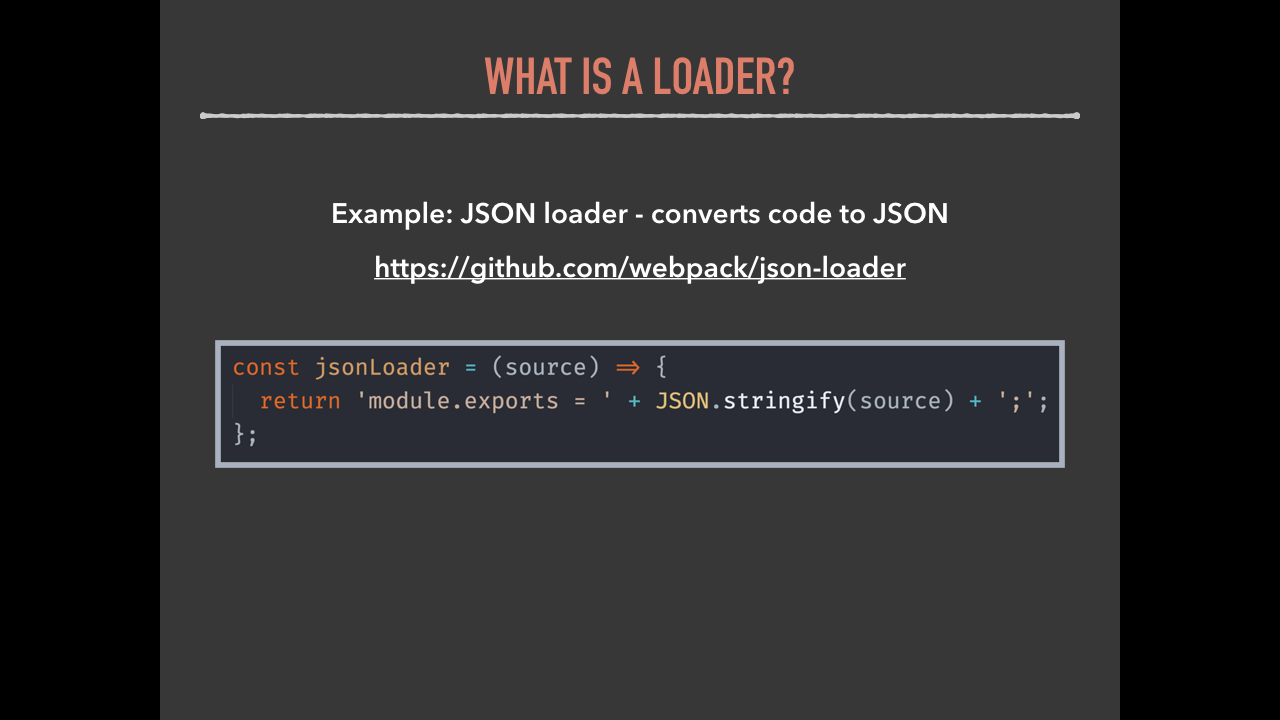 WHAT IS A LOADER?
Example: JSON loader - converts code to JSON
https://github.com/webpack/json-loader
const jsonLoader = (source) => {
  return 'module.exports = ' + JSON.stringify(source) + ';';
};